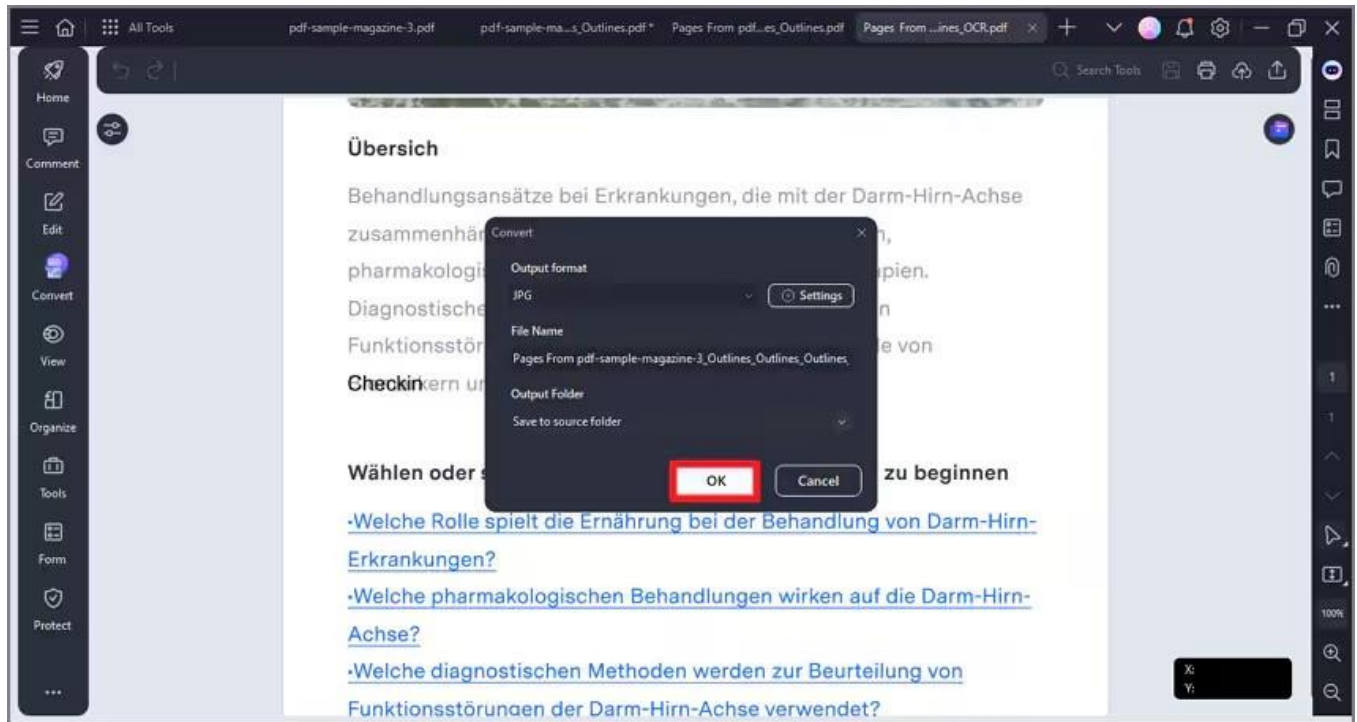 All Tools
pdf-sample-magazine-3.pdf
pdf-sample-ma...s_Outlines.pdf *
Pages From pdf...es_Outlines.pdf
Pages From ...ines_OCR.pdf
Search Tools
Home
Comment
Edit
Convert
View
Organize
Tools
Form
Protect
Übersich
Behandlungsansätze bei Erkrankungen, die mit der Darm-Hirn-Achse
zusammenhän
pharmakologi pien.
Diagnostische n
Funktionsstör le von
Checkin kern un
Wählen oder s zu beginnen
•Welche Rolle spielt die Ernährung bei der Behandlung von Darm-Hirn-
Erkrankungen?
•Welche pharmakologischen Behandlungen wirken auf die Darm-Hirn-
Achse?
•Welche diagnostischen Methoden werden zur Beurteilung von
Funktionsstörungen der Darm-Hirn-Achse verwendet?
Convert
Output format
JPG
Settings
File Name
Pages From pdf-sample-magazine-3_Outlines_Outlines_Outlines_
Output Folder
Save to source folder
OK
Cancel
1
1
100%
X:
Y: